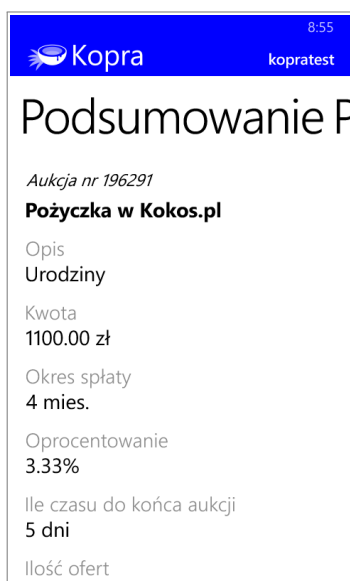 8:55
Kopra
kopratest
Podsumowanie P
Aukcja nr 196291
Pożyczka w Kokos.pl
Opis
Urodziny
Kwota
1100.00 zł
Okres spłaty
4 mies.
Oprocentowanie
3.33%
Ile czasu do końca aukcji
5 dni
Ilość ofert